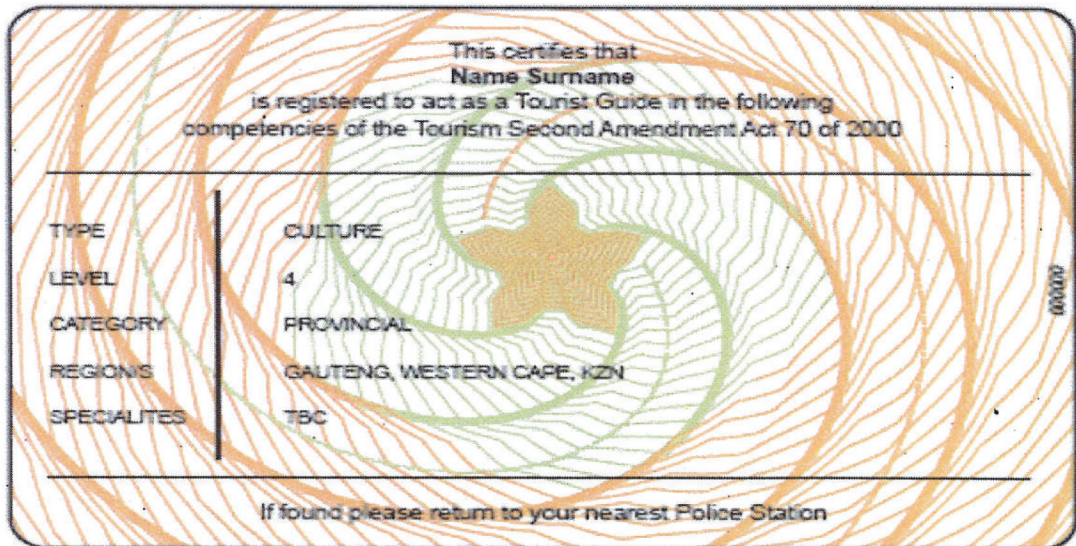 This certifies that
Name Surname
is registered to act as a Tourist Guide in the following
competencies of the Tourism Second Amendment Act 70 of 2000
TYPE CULTURE
LEVEL 4
CATEGORY PROVINCIAL
REGION/S GAUTENG, WESTERN CAPE, KZN
SPECIALITES TBC
000000
If found please return to your nearest Police Station